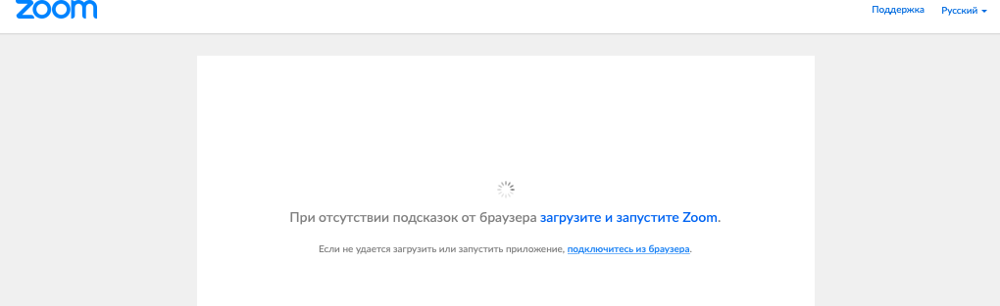 zoom
Поддержка Русский
При отсутствии подсказок от браузера загрузите и запустите Zoom.
Если не удается загрузить или запустить приложение, подключитесь из браузера.